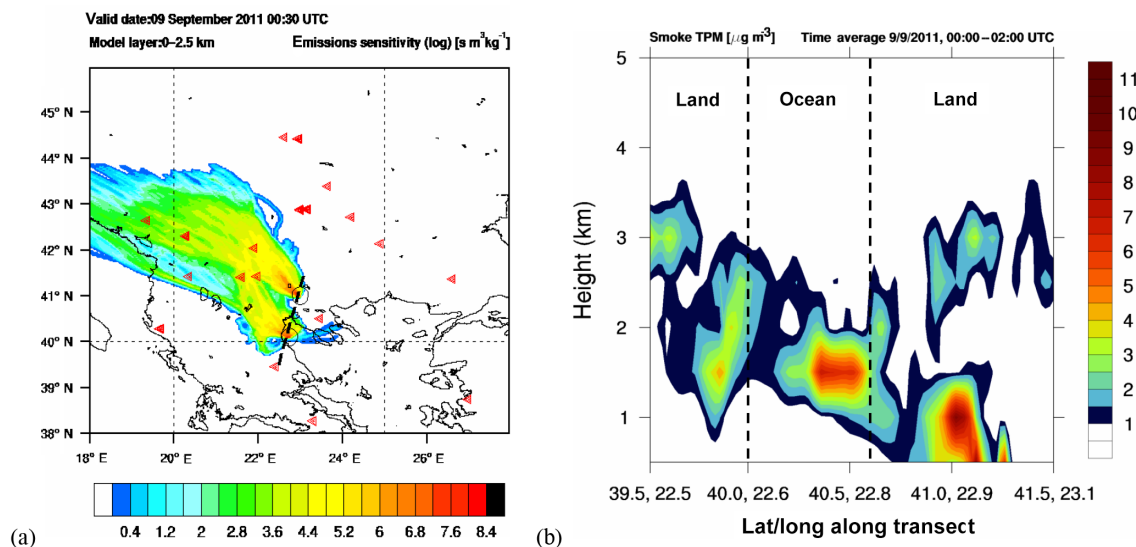 Valid date:09 September 2011 00:30 UTC
Model layer:0–2.5 km Emissions sensitivity (log) [s m³kg⁻¹]
45° N
44° N
43° N
42° N
41° N
40° N
39° N
38° N
18° E 20° E 22° E 24° E 26° E
0.4 1.2 2 2.8 3.6 4.4 5.2 6 6.8 7.6 8.4
(a)
Smoke TPM [μg m³] Time average 9/9/2011, 00:00–02:00 UTC
Land Ocean Land
Height (km)
5
4
3
2
1
39.5, 22.5 40.0, 22.6 40.5, 22.8 41.0, 22.9 41.5, 23.1
Lat/long along transect
11
10
9
8
7
6
5
4
3
2
1
(b)